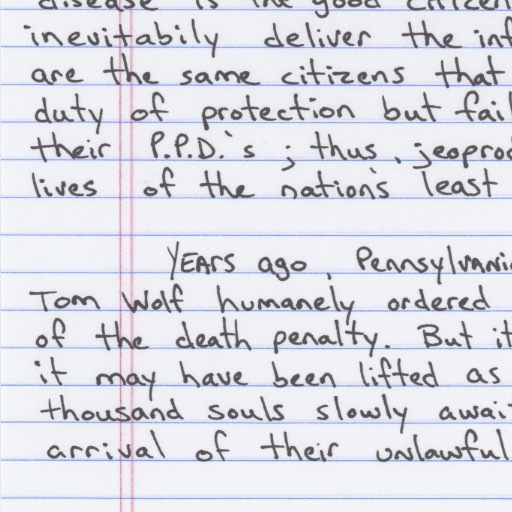 disease is the good citizen
inevitabily deliver the inf
are the same citizens that
duty of protection but fail
their P.P.D.'s ; thus , jeoprod
lives of the nation's least
YEARS ago , Pennsylvania
Tom Wolf humanely ordered
of the death penalty. But it
it may have been lifted as
thousand souls slowly await
arrival of their unlawful